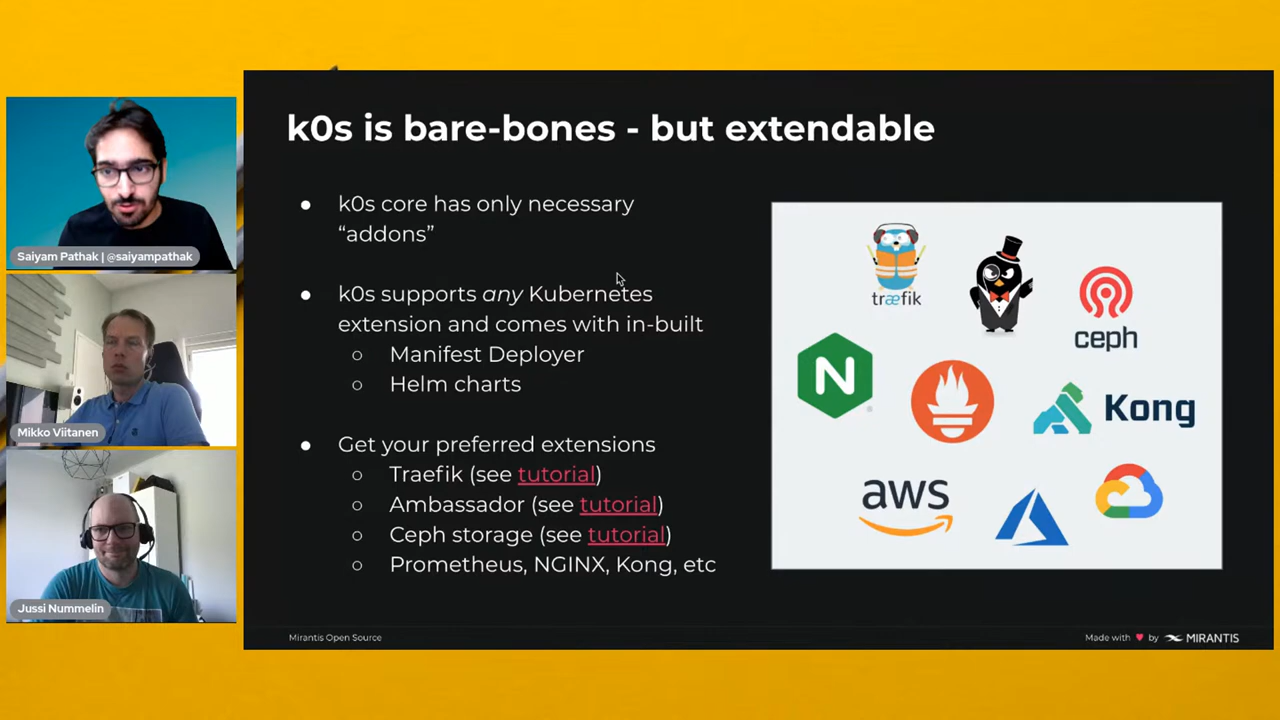 k0s is bare-bones - but extendable
Saiyam Pathak | @saiyampathak
Mikko Viitanen
Jussi Nummelin
● k0s core has only necessary
“addons”
● k0s supports any Kubernetes
extension and comes with in-built
○ Manifest Deployer
○ Helm charts
● Get your preferred extensions
○ Traefik (see tutorial)
○ Ambassador (see tutorial)
○ Ceph storage (see tutorial)
○ Prometheus, NGINX, Kong, etc
træfik
ceph
N
Kong
aws
Mirantis Open Source
Made with ♥ by MIRANTIS